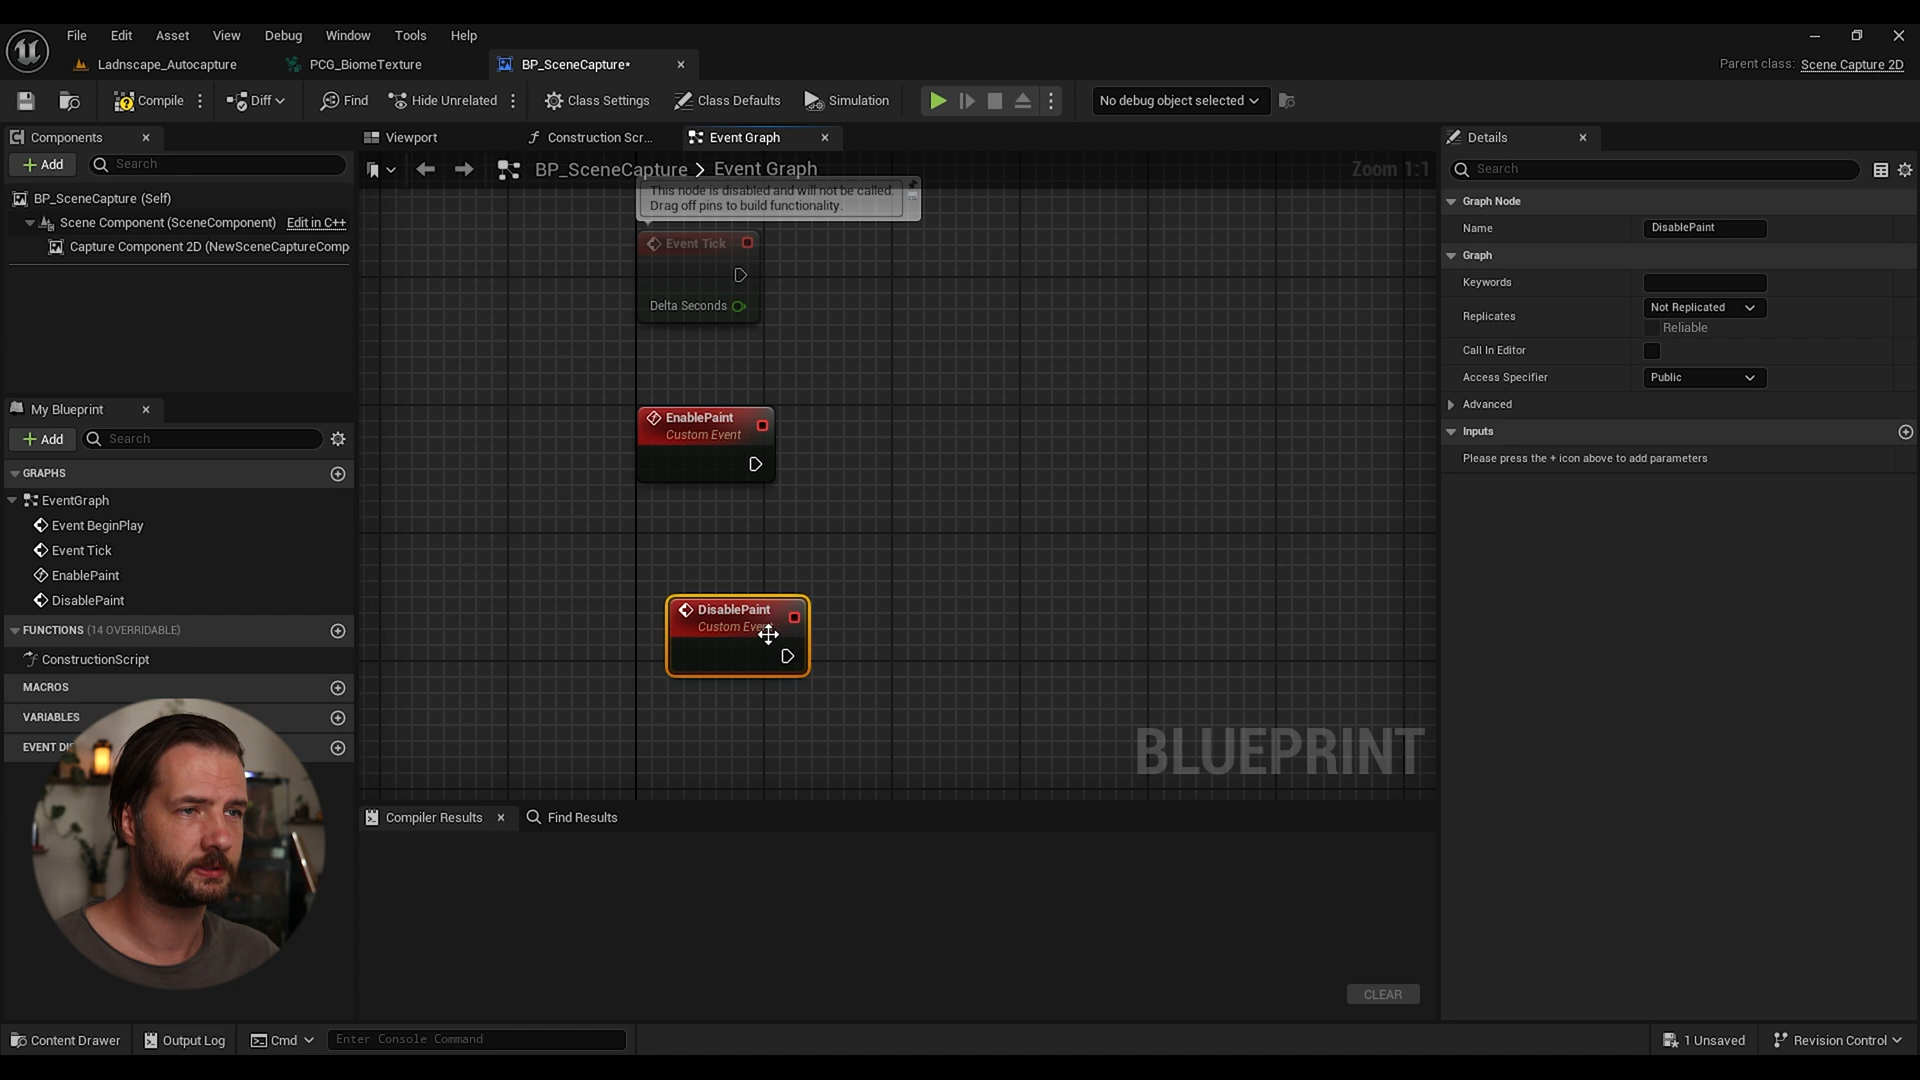 File Edit Asset View Debug Window Tools Help
Ladnscape_Autocapture PCG_BiomeTexture BP_SceneCapture*
Parent class: Scene Capture 2D
Compile Diff Find Hide Unrelated Class Settings Class Defaults Simulation No debug object selected
Components
Add Search
BP_SceneCapture (Self)
Scene Component (SceneComponent) Edit in C++
Capture Component 2D (NewSceneCaptureComp
My Blueprint
Add Search
GRAPHS
EventGraph
Event BeginPlay
Event Tick
EnablePaint
DisablePaint
FUNCTIONS (14 OVERRIDABLE)
ConstructionScript
MACROS
VARIABLES
EVENT DI
Viewport Construction Scr... Event Graph
BP_SceneCapture > Event Graph
Zoom 1:1
This node is disabled and will not be called.
Drag off pins to build functionality.
Event Tick
Delta Seconds
EnablePaint
Custom Event
DisablePaint
Custom Event
BLUEPRINT
Compiler Results Find Results
CLEAR
Details
Search
Graph Node
Name DisablePaint
Graph
Keywords
Replicates Not Replicated
Reliable
Call In Editor
Access Specifier Public
Advanced
Inputs
Please press the + icon above to add parameters
Content Drawer Output Log Cmd Enter Console Command 1 Unsaved Revision Control